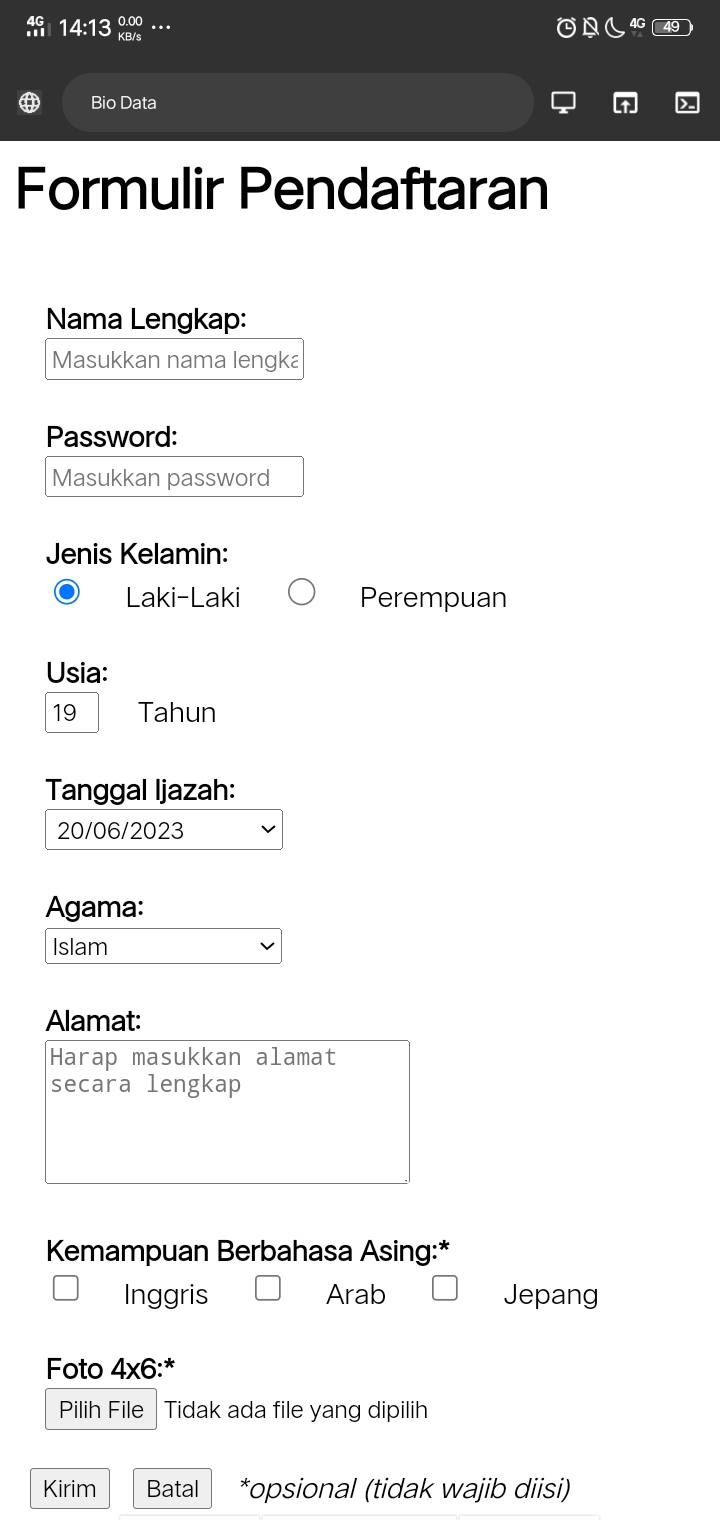 4G 14:13 0.00 KB/s ··· 4G 49
Bio Data
Formulir Pendaftaran
Nama Lengkap:
Masukkan nama lengka
Password:
Masukkan password
Jenis Kelamin:
Laki-Laki Perempuan
Usia:
19 Tahun
Tanggal Ijazah:
20/06/2023
Agama:
Islam
Alamat:
Harap masukkan alamat
secara lengkap
Kemampuan Berbahasa Asing:*
Inggris Arab Jepang
Foto 4x6:*
Pilih File Tidak ada file yang dipilih
Kirim Batal *opsional (tidak wajib diisi)